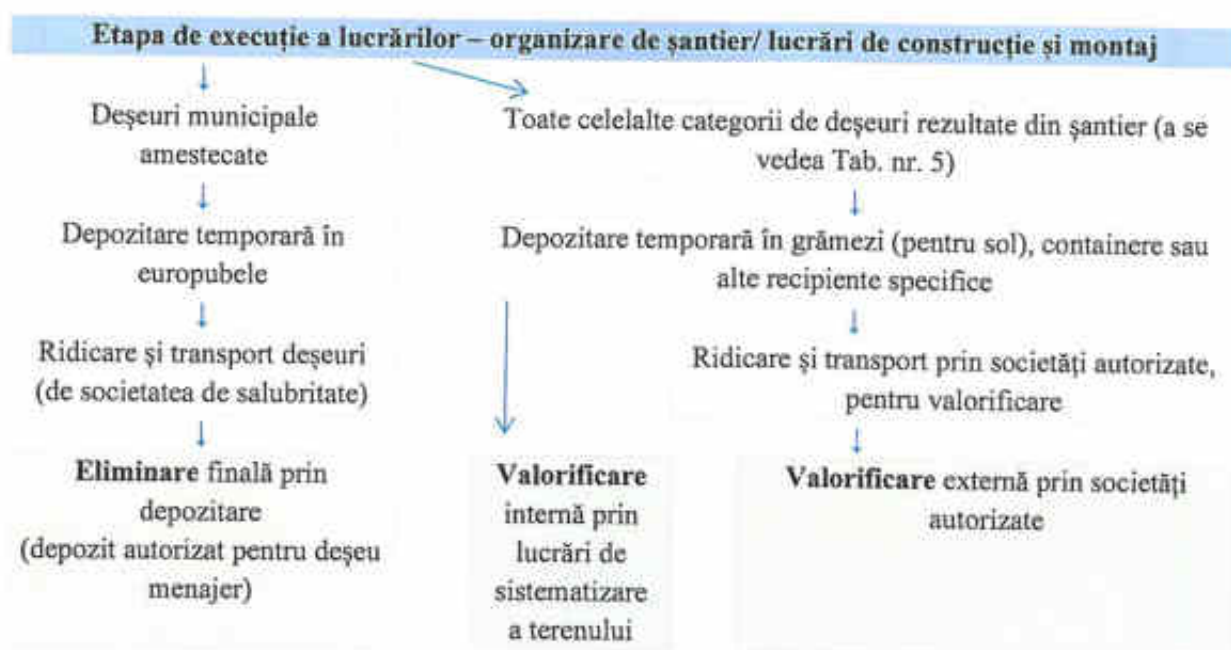 Etapa de execuție a lucrărilor – organizare de șantier/ lucrări de construcție și montaj
Deșeuri municipale
amestecate
Depozitare temporară în
europubele
Ridicare și transport deșeuri
(de societatea de salubritate)
Eliminare finală prin
depozitare
(depozit autorizat pentru deșeu
menajer)
Toate celelalte categorii de deșeuri rezultate din șantier (a se
vedea Tab. nr. 5)
Depozitare temporară în grămezi (pentru sol), containere sau
alte recipiente specifice
Valorificare
internă prin
lucrări de
sistematizare
a terenului
Ridicare și transport prin societăți autorizate,
pentru valorificare
Valorificare externă prin societăți
autorizate